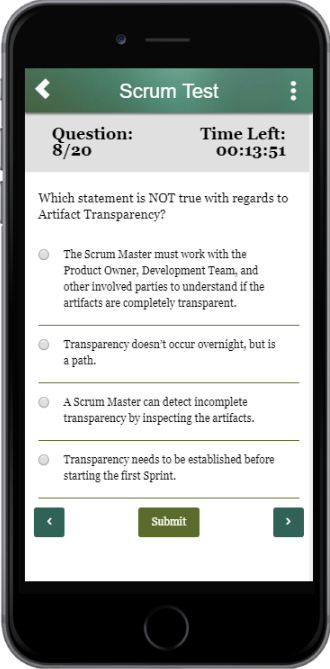 Scrum Test
Question: Time Left:
8/20 00:13:51
Which statement is NOT true with regards to
Artifact Transparency?
The Scrum Master must work with the
Product Owner, Development Team, and
other involved parties to understand if the
artifacts are completely transparent.
Transparency doesn't occur overnight, but is
a path.
A Scrum Master can detect incomplete
transparency by inspecting the artifacts.
Transparency needs to be established before
starting the first Sprint.
Submit